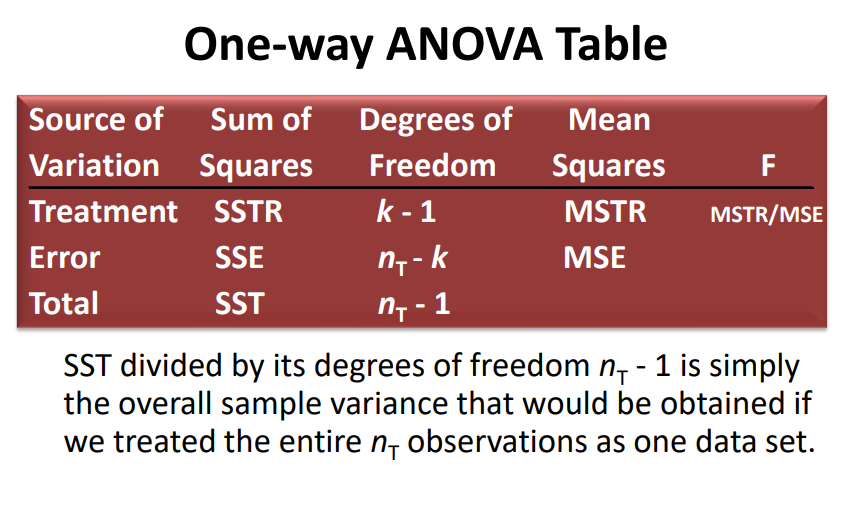 One-way ANOVA Table
Source of Sum of Degrees of Mean
Variation Squares Freedom Squares F
Treatment SSTR k - 1 MSTR MSTR/MSE
Error SSE nT - k MSE
Total SST nT - 1
SST divided by its degrees of freedom nT - 1 is simply
the overall sample variance that would be obtained if
we treated the entire nT observations as one data set.